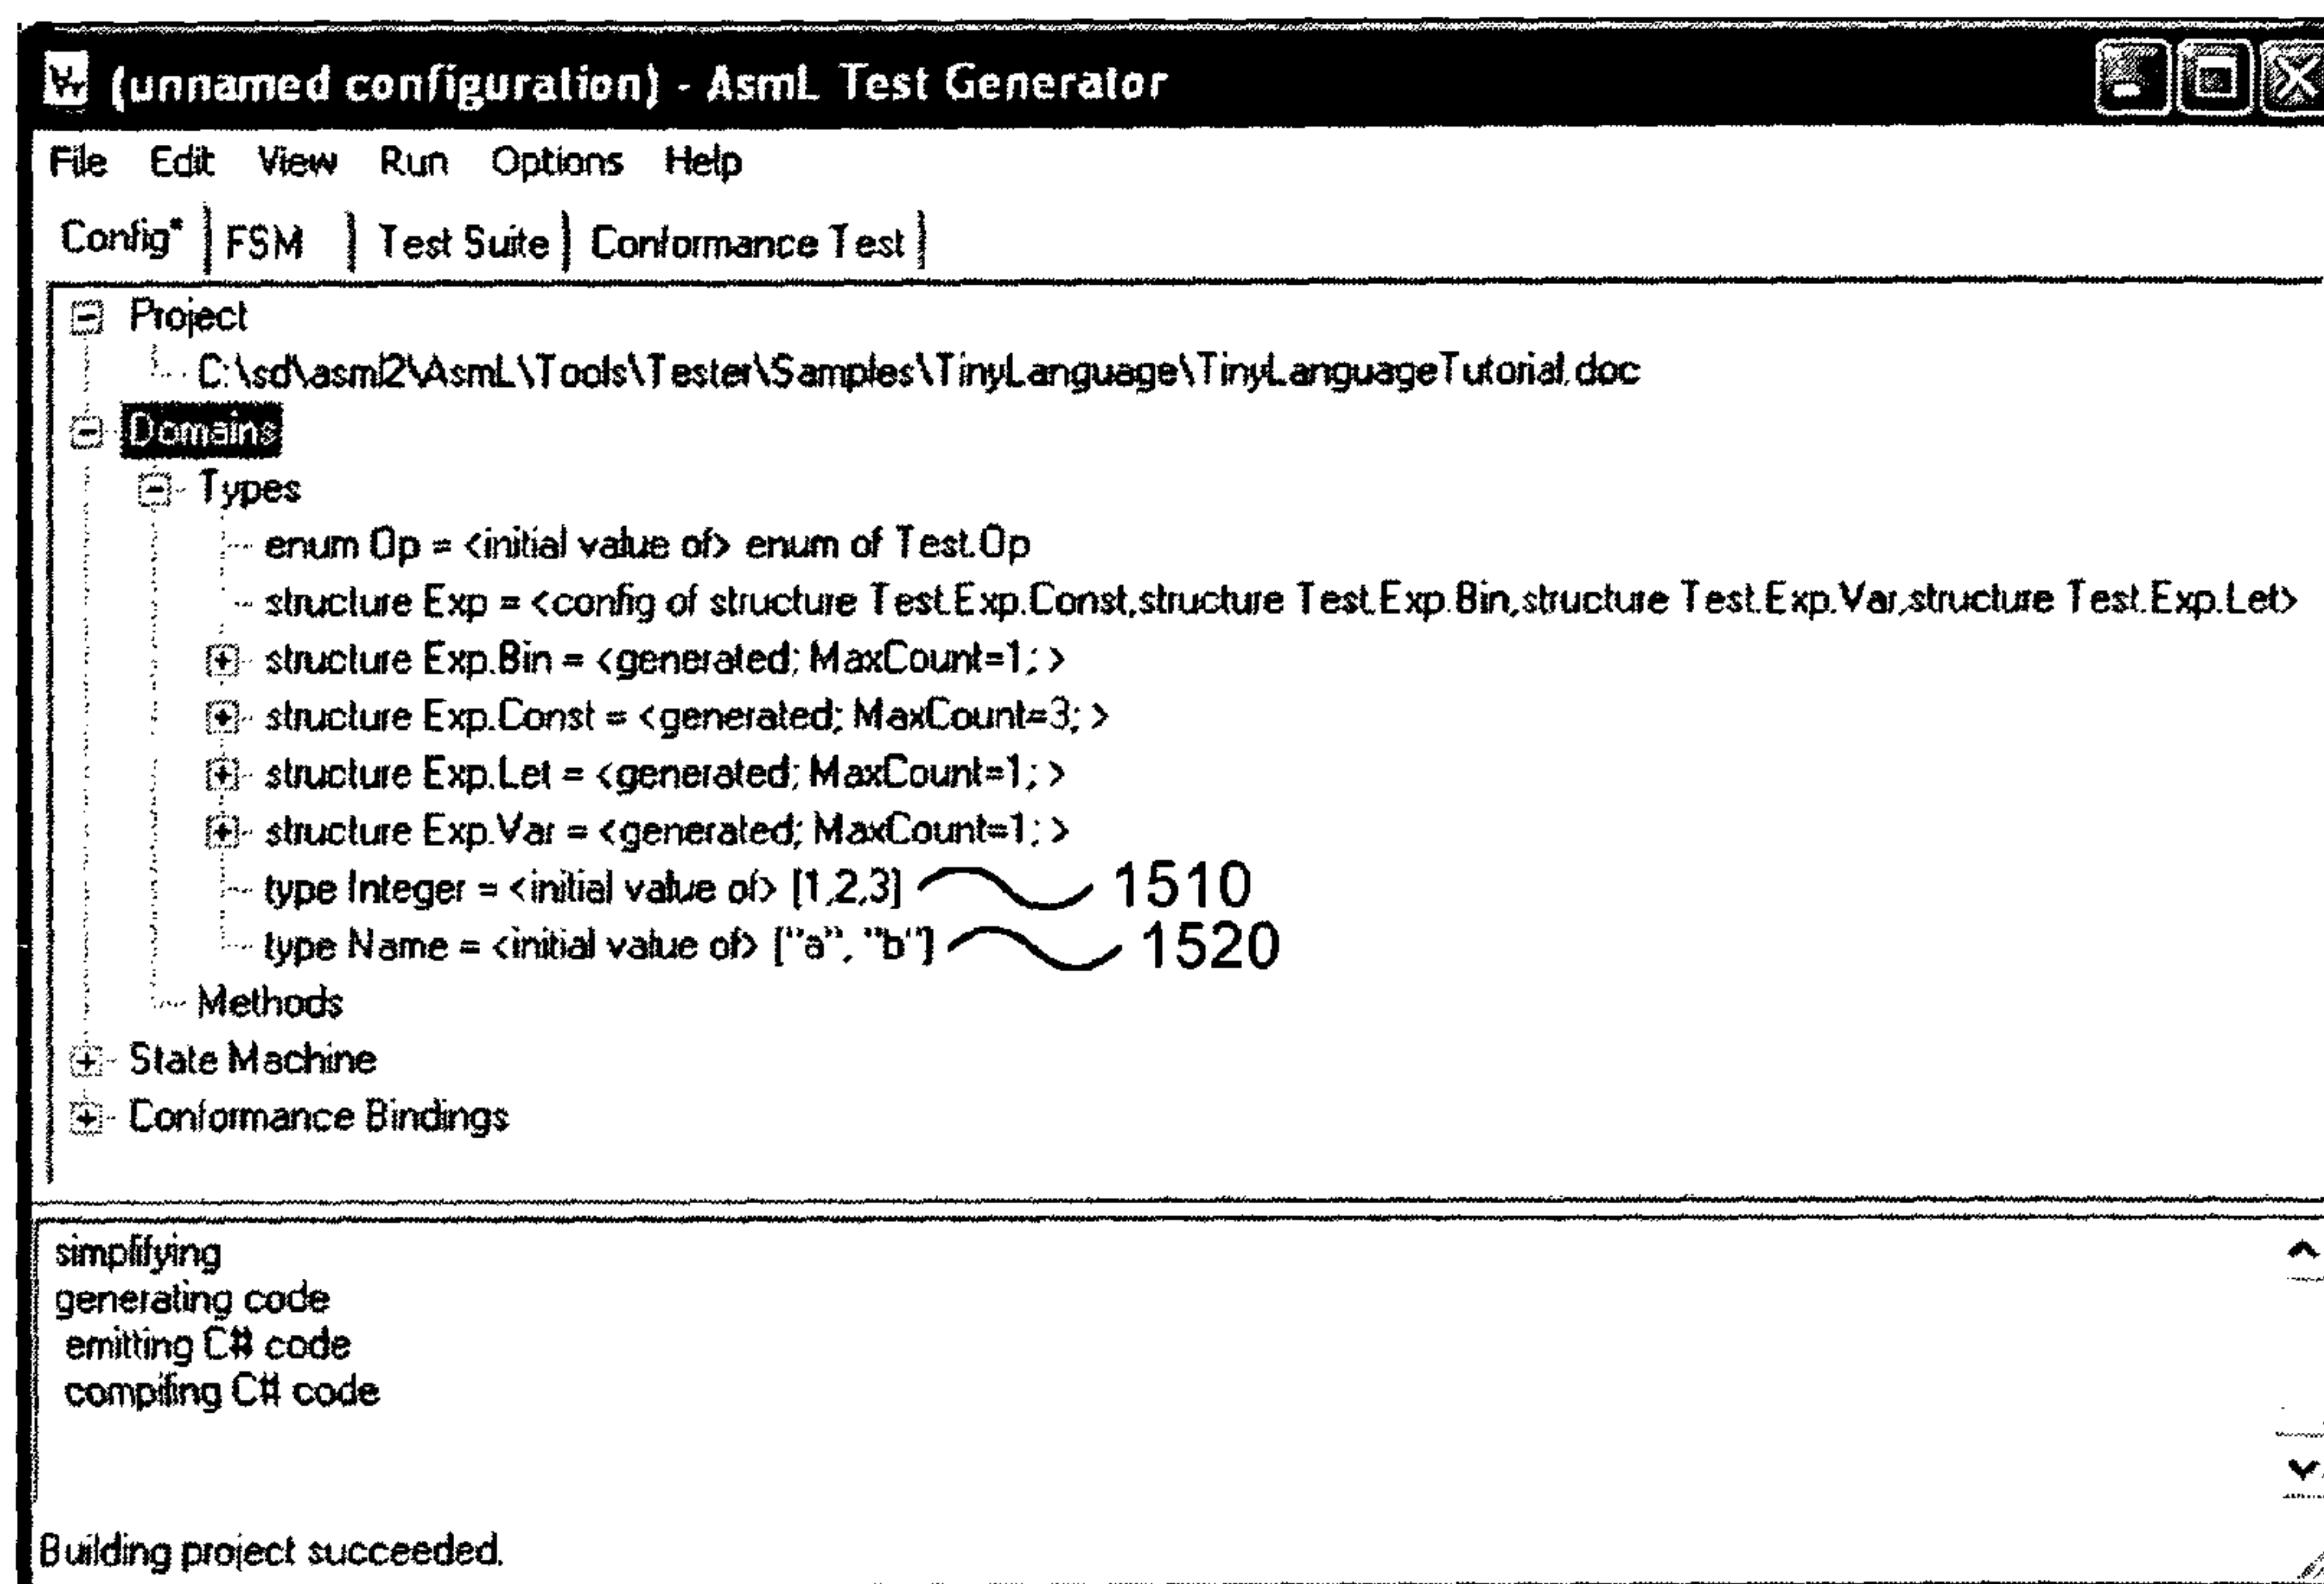 (unnamed configuration) - AsmL Test Generator
File Edit View Run Options Help
Config* FSM Test Suite Conformance Test
Project
C:\sd\asml2\AsmL\Tools\Tester\Samples\TinyLanguage\TinyLanguageTutorial.doc
Domains
Types
enum Op = <initial value of> enum of Test.Op
structure Exp = <config of structure Test.Exp.Const,structure Test.Exp.Bin,structure Test.Exp.Var,structure Test.Exp.Let>
structure Exp.Bin = <generated; MaxCount=1; >
structure Exp.Const = <generated; MaxCount=3; >
structure Exp.Let = <generated; MaxCount=1; >
structure Exp.Var = <generated; MaxCount=1; >
type Integer = <initial value of> [1,2,3] 1510
type Name = <initial value of> ["a", "b"] 1520
Methods
State Machine
Conformance Bindings
simplifying
generating code
emitting C# code
compiling C# code
Building project succeeded.